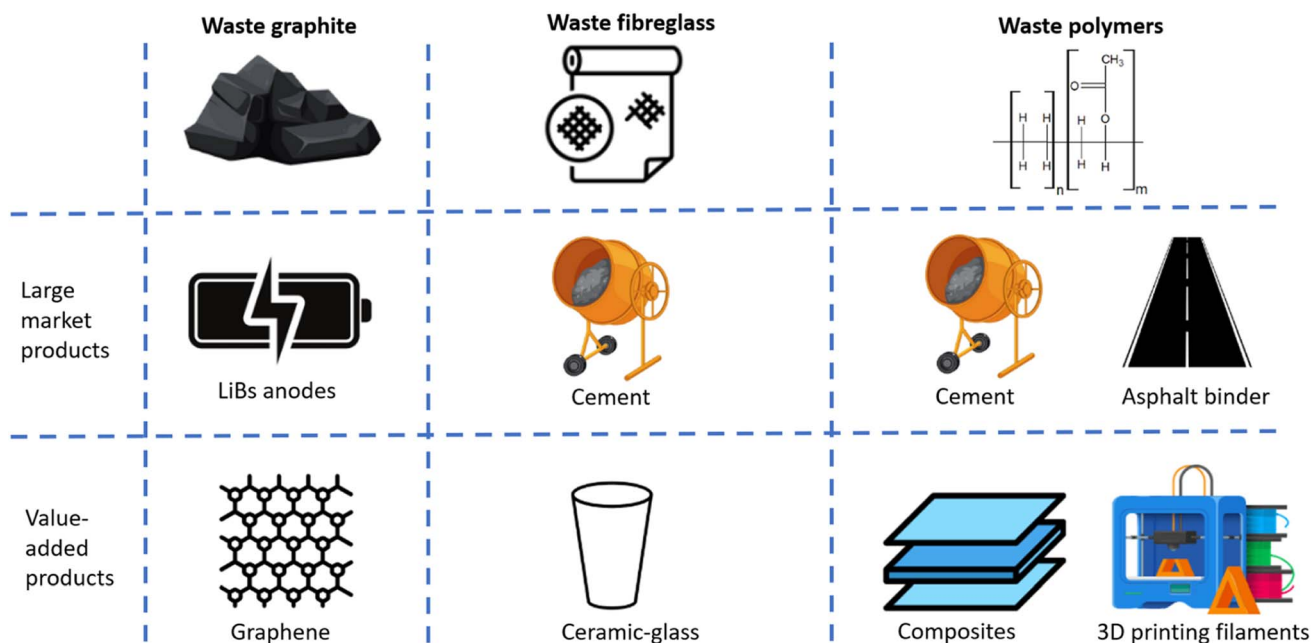 Waste graphite
Waste fibreglass
Waste polymers
CH3
O
O
H H H
H H H H
n
m
Large
market
products
LiBs anodes
Cement
Cement
Asphalt binder
Value-
added
products
Graphene
Ceramic-glass
Composites
3D printing filaments